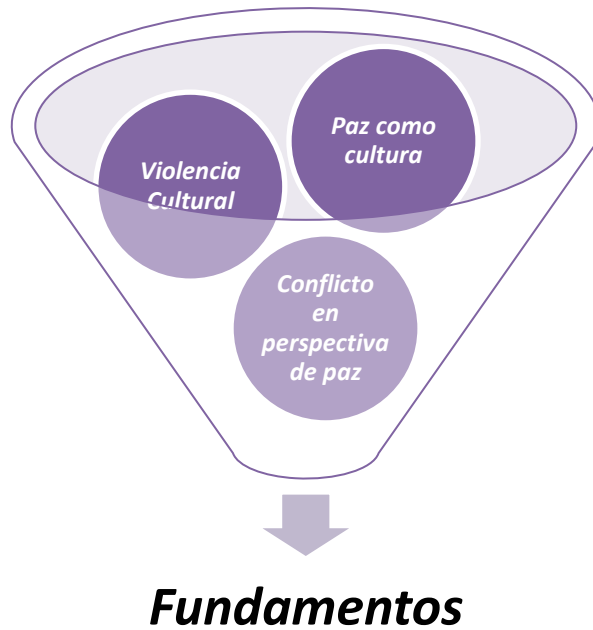 Paz como
cultura
Violencia
Cultural
Conflicto
en
perspectiva
de paz
Fundamentos